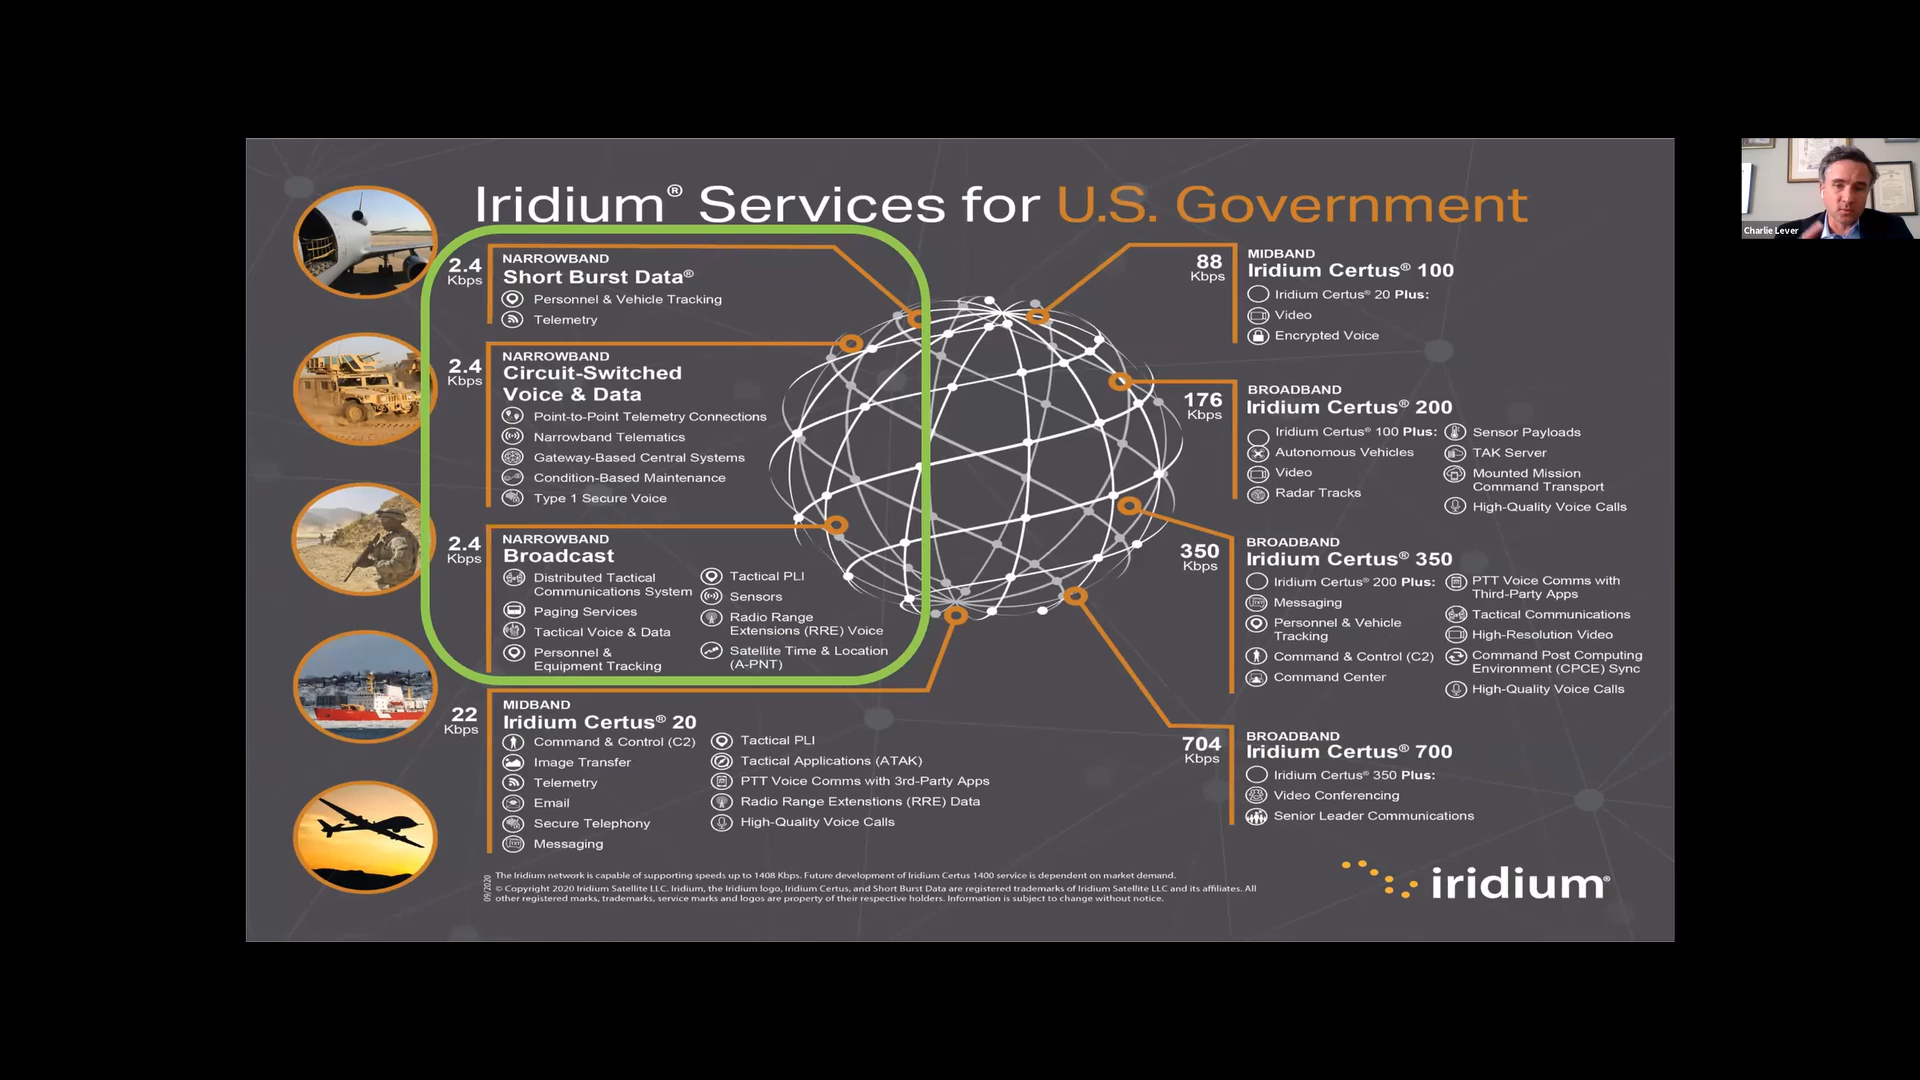 Iridium® Services for U.S. Government
2.4
Kbps
NARROWBAND
Short Burst Data®
Personnel & Vehicle Tracking
Telemetry
2.4
Kbps
NARROWBAND
Circuit-Switched
Voice & Data
Point-to-Point Telemetry Connections
Narrowband Telematics
Gateway-Based Central Systems
Condition-Based Maintenance
Type 1 Secure Voice
2.4
Kbps
NARROWBAND
Broadcast
Distributed Tactical
Communications System
Paging Services
Tactical Voice & Data
Personnel &
Equipment Tracking
Tactical PLI
Sensors
Radio Range
Extensions (RRE) Voice
Satellite Time & Location
(A-PNT)
22
Kbps
MIDBAND
Iridium Certus® 20
Command & Control (C2)
Image Transfer
Telemetry
Email
Secure Telephony
Messaging
Tactical PLI
Tactical Applications (ATAK)
PTT Voice Comms with 3rd-Party Apps
Radio Range Extenstions (RRE) Data
High-Quality Voice Calls
88
Kbps
MIDBAND
Iridium Certus® 100
Iridium Certus® 20 Plus:
Video
Encrypted Voice
176
Kbps
BROADBAND
Iridium Certus® 200
Iridium Certus® 100 Plus:
Autonomous Vehicles
Video
Radar Tracks
Sensor Payloads
TAK Server
Mounted Mission
Command Transport
High-Quality Voice Calls
350
Kbps
BROADBAND
Iridium Certus® 350
Iridium Certus® 200 Plus:
Messaging
Personnel & Vehicle
Tracking
Command & Control (C2)
Command Center
PTT Voice Comms with
Third-Party Apps
Tactical Communications
High-Resolution Video
Command Post Computing
Environment (CPCE) Sync
High-Quality Voice Calls
704
Kbps
BROADBAND
Iridium Certus® 700
Iridium Certus® 350 Plus:
Video Conferencing
Senior Leader Communications
09/2020
The Iridium network is capable of supporting speeds up to 1408 Kbps. Future development of Iridium Certus 1400 service is dependent on market demand.
© Copyright 2020 Iridium Satellite LLC. Iridium, the Iridium logo, Iridium Certus, and Short Burst Data are registered trademarks of Iridium Satellite LLC and its affiliates. All
other registered marks, trademarks, service marks and logos are property of their respective holders. Information is subject to change without notice.
iridium®
Charlie Lever